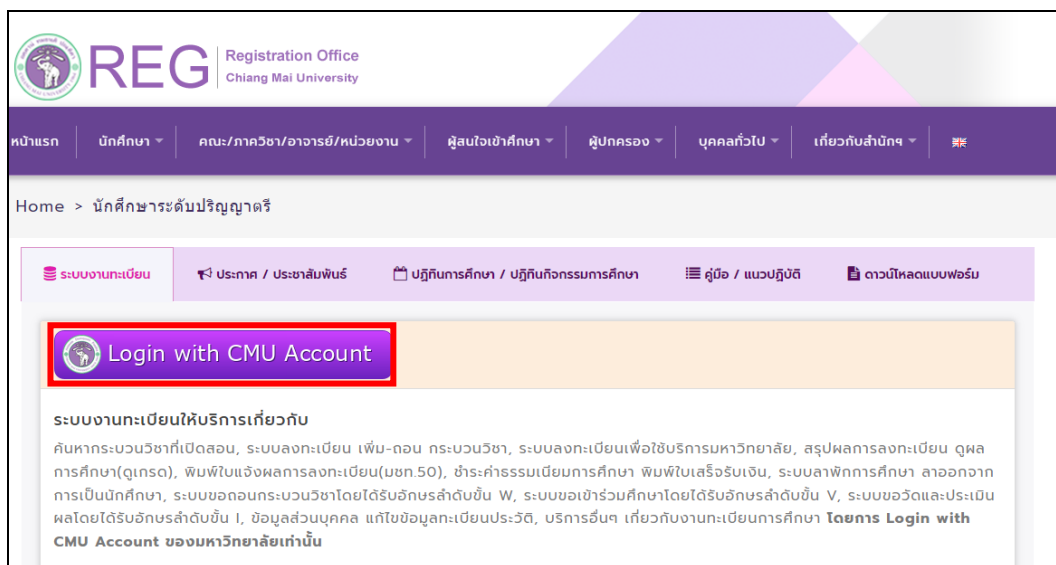 REG
Registration Office
Chiang Mai University
หน้าแรก นักศึกษา คณะ/ภาควิชา/อาจารย์/หน่วยงาน ผู้สนใจเข้าศึกษา ผู้ปกครอง บุคคลทั่วไป เกี่ยวกับสำนักฯ
Home > นักศึกษาระดับปริญญาตรี
ระบบงานทะเบียน ประกาศ / ประชาสัมพันธ์ ปฏิทินการศึกษา / ปฏิทินกิจกรรมการศึกษา คู่มือ / แนวปฏิบัติ ดาวน์โหลดแบบฟอร์ม
Login with CMU Account
ระบบงานทะเบียนให้บริการเกี่ยวกับ
ค้นหากระบวนวิชาที่เปิดสอน, ระบบลงทะเบียน เพิ่ม-ถอน กระบวนวิชา, ระบบลงทะเบียนเพื่อใช้บริการมหาวิทยาลัย, สรุปผลการลงทะเบียน ดูผล
การศึกษา(ดูเกรด), พิมพ์ใบแจ้งผลการลงทะเบียน(มชท.50), ชำระค่าธรรมเนียมการศึกษา พิมพ์ใบเสร็จรับเงิน, ระบบลาพักการศึกษา ลาออกจาก
การเป็นนักศึกษา, ระบบขอถอนกระบวนวิชาโดยได้รับอักษรลำดับขั้น W, ระบบขอเข้าร่วมศึกษาโดยได้รับอักษรลำดับขั้น V, ระบบขอวัดและประเมิน
ผลโดยได้รับอักษรลำดับขั้น I, ข้อมูลส่วนบุคคล แก้ไขข้อมูลทะเบียนประวัติ, บริการอื่นๆ เกี่ยวกับงานทะเบียนการศึกษา โดยการ Login with
CMU Account ของมหาวิทยาลัยเท่านั้น